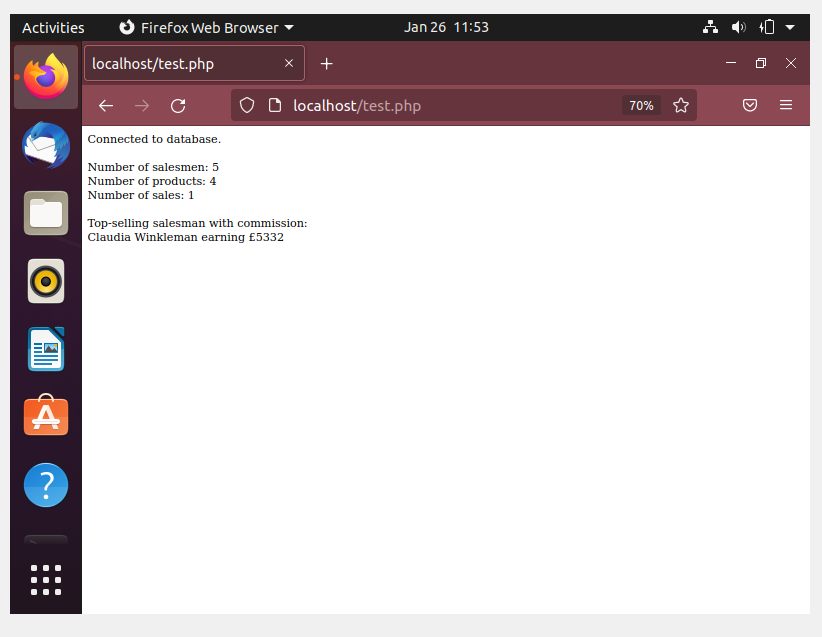 Activities
Firefox Web Browser
Jan 26 11:53
localhost/test.php
localhost/test.php
70%
Connected to database.
Number of salesmen: 5
Number of products: 4
Number of sales: 1
Top-selling salesman with commission:
Claudia Winkleman earning £5332